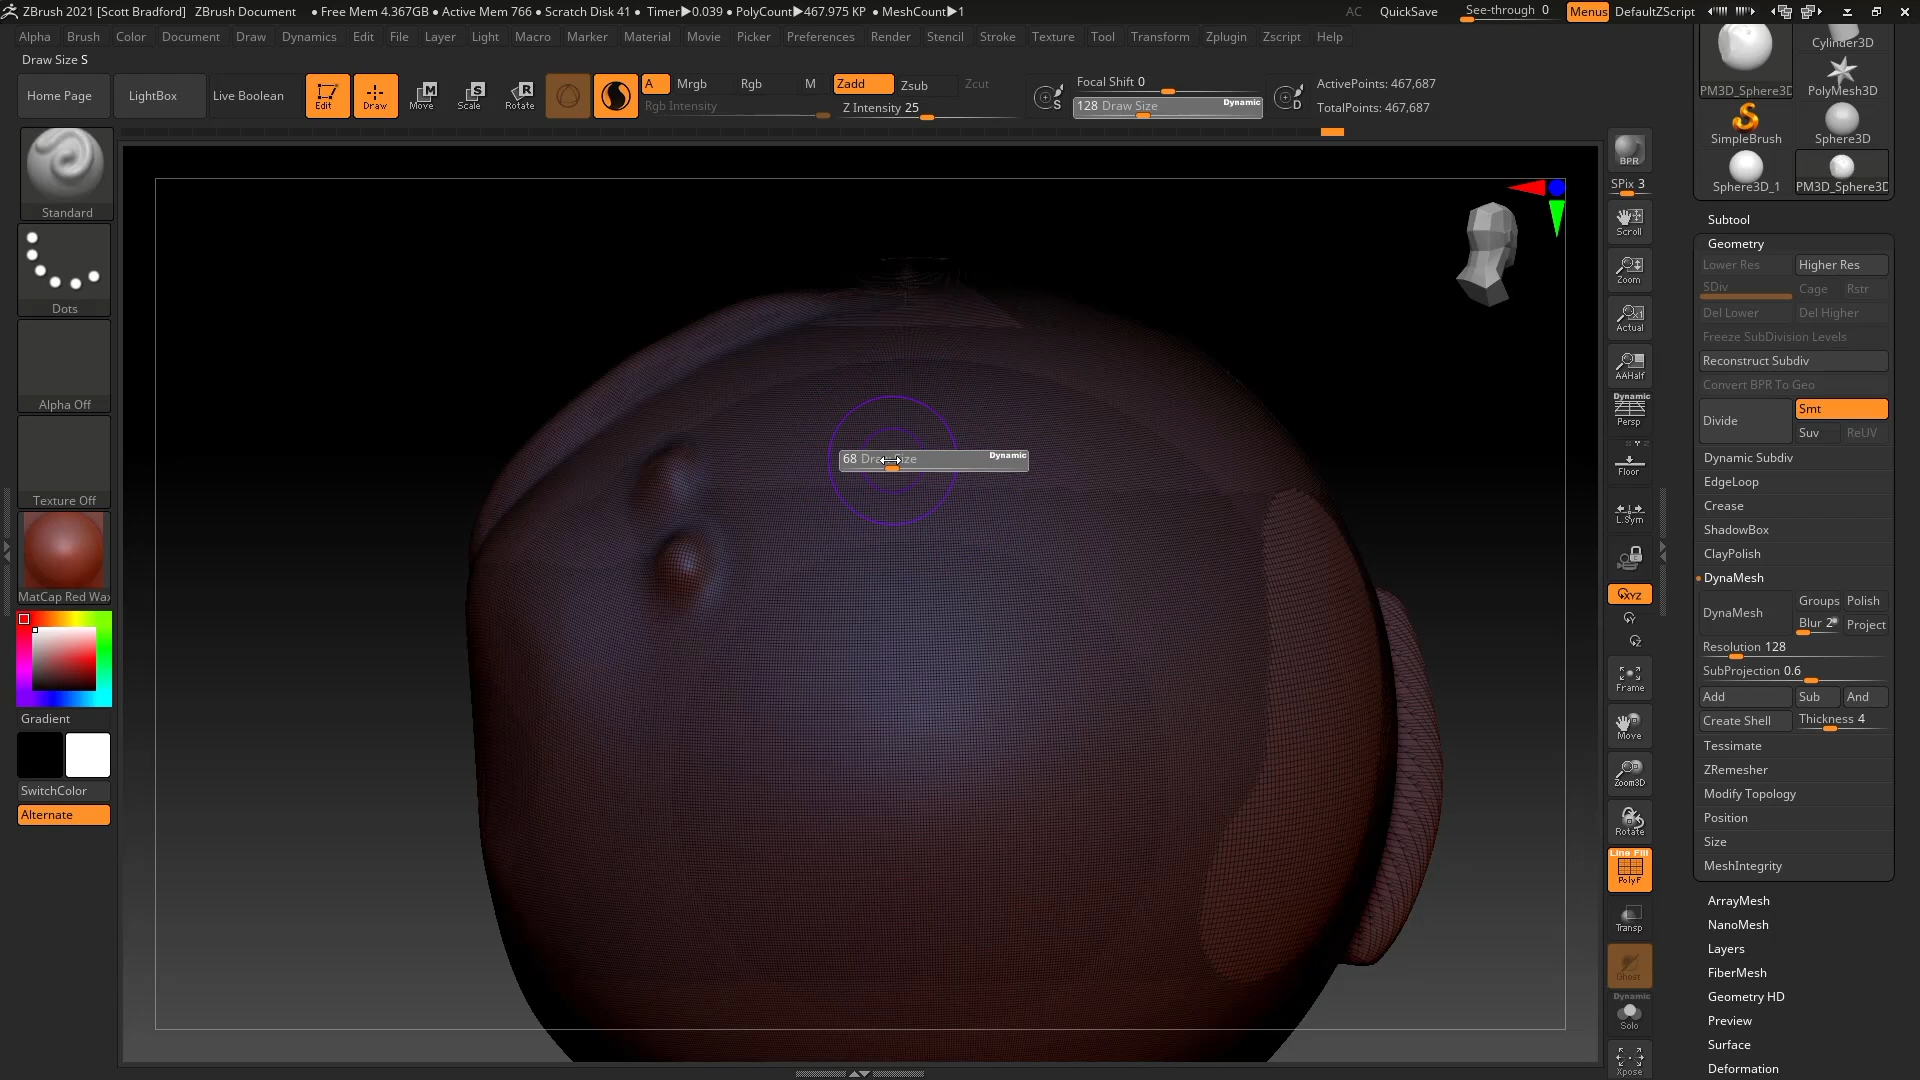 ZBrush 2021 [Scott Bradford] ZBrush Document • Free Mem 4.367GB • Active Mem 766 • Scratch Disk 41 • Timer▶0.039 • PolyCount▶467.975 KP • MeshCount▶1 AC QuickSave See-through 0 Menus DefaultZScript
Alpha Brush Color Document Draw Dynamics Edit File Layer Light Macro Marker Material Movie Picker Preferences Render Stencil Stroke Texture Tool Transform Zplugin Zscript Help
Draw Size S
Home Page LightBox Live Boolean Edit Draw Move Scale Rotate
A Mrgb Rgb M Zadd Zsub Zcut
Rgb Intensity Z Intensity 25
S Focal Shift 0
128 Draw Size Dynamic D
ActivePoints: 467,687
TotalPoints: 467,687
Standard
Dots
Alpha Off
Texture Off
MatCap Red Wax
Gradient
SwitchColor
Alternate
68 Draw Size Dynamic
BPR
SPix 3
Scroll
Zoom
Actual
AAHalf
Dynamic
Persp
Floor
L.Sym
XYZ
Y
Z
Frame
Move
Zoom3D
Rotate
Line Fill
PolyF
Transp
Ghost
Dynamic
Solo
Xpose
Cylinder3D
PM3D_Sphere3D PolyMesh3D
SimpleBrush Sphere3D
Sphere3D_1 PM3D_Sphere3D
Subtool
Geometry
Lower Res Higher Res
SDiv Cage Rstr
Del Lower Del Higher
Freeze SubDivision Levels
Reconstruct Subdiv
Convert BPR To Geo
Divide Smt
Suv ReUV
Dynamic Subdiv
EdgeLoop
Crease
ShadowBox
ClayPolish
DynaMesh
DynaMesh Groups Polish
Blur 2 Project
Resolution 128
SubProjection 0.6
Add Sub And
Create Shell Thickness 4
Tessimate
ZRemesher
Modify Topology
Position
Size
MeshIntegrity
ArrayMesh
NanoMesh
Layers
FiberMesh
Geometry HD
Preview
Surface
Deformation